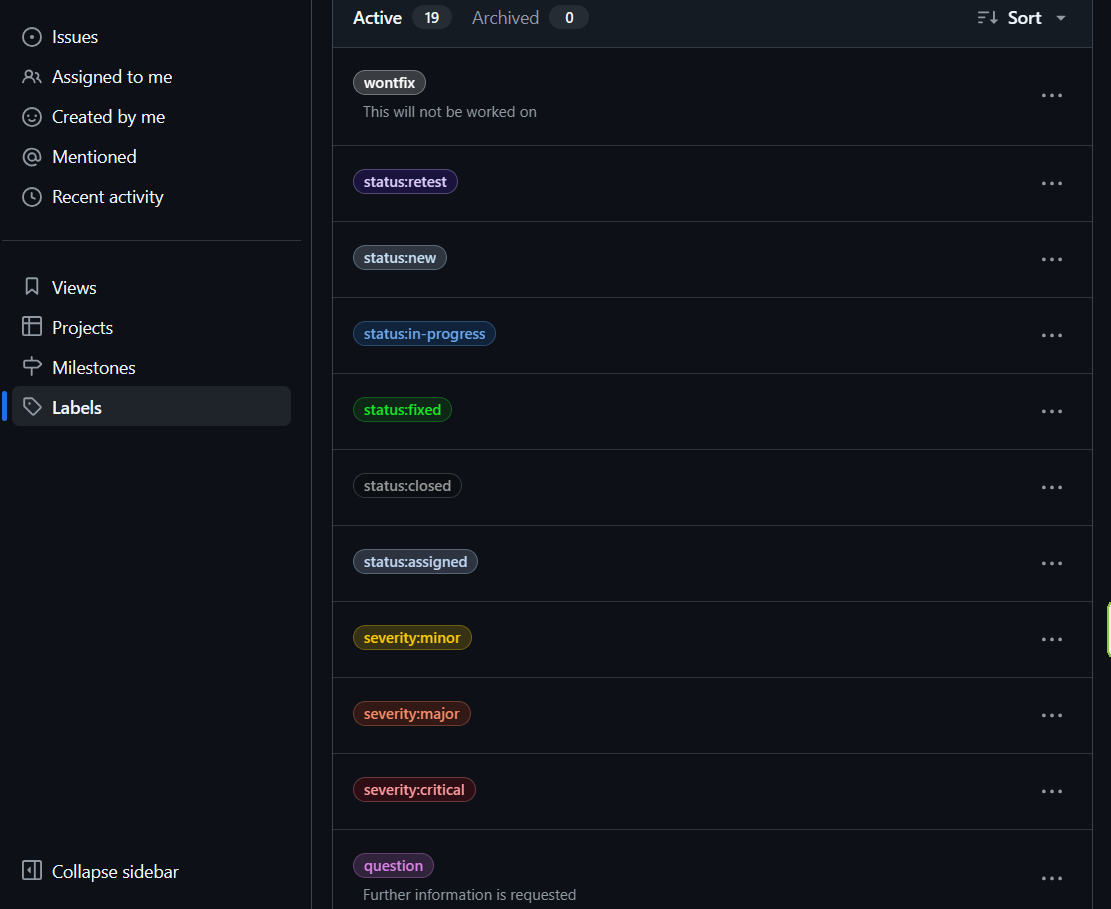 Issues
Assigned to me
Created by me
Mentioned
Recent activity
Views
Projects
Milestones
Labels
Collapse sidebar
Active 19 Archived 0 Sort
wontfix
This will not be worked on
status:retest
status:new
status:in-progress
status:fixed
status:closed
status:assigned
severity:minor
severity:major
severity:critical
question
Further information is requested